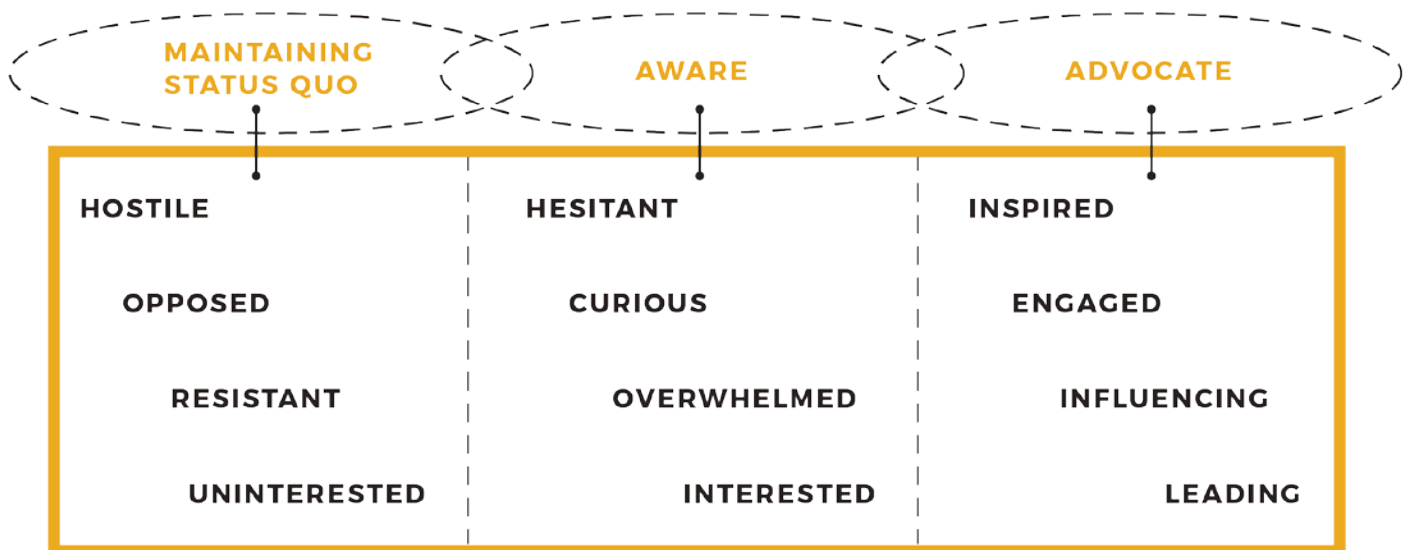 MAINTAINING
STATUS QUO
AWARE
ADVOCATE
HOSTILE
OPPOSED
RESISTANT
UNINTERESTED
HESITANT
CURIOUS
OVERWHELMED
INTERESTED
INSPIRED
ENGAGED
INFLUENCING
LEADING